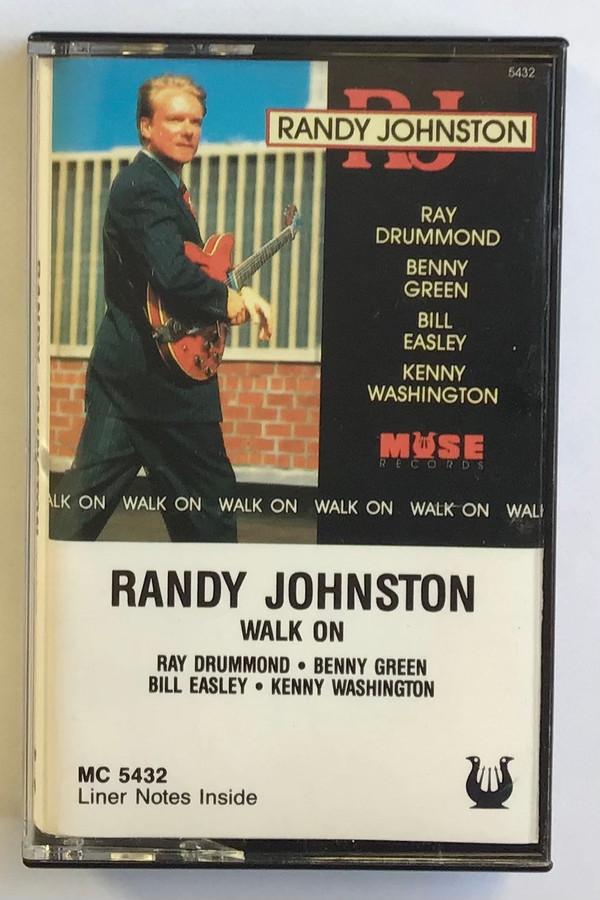 5432
RJ
RANDY JOHNSTON
RAY
DRUMMOND
BENNY
GREEN
BILL
EASLEY
KENNY
WASHINGTON
MUSE
RECORDS
ALK ON WALK ON WALK ON WALK ON WALK ON WALK
RANDY JOHNSTON
WALK ON
RAY DRUMMOND • BENNY GREEN
BILL EASLEY • KENNY WASHINGTON
MC 5432
Liner Notes Inside